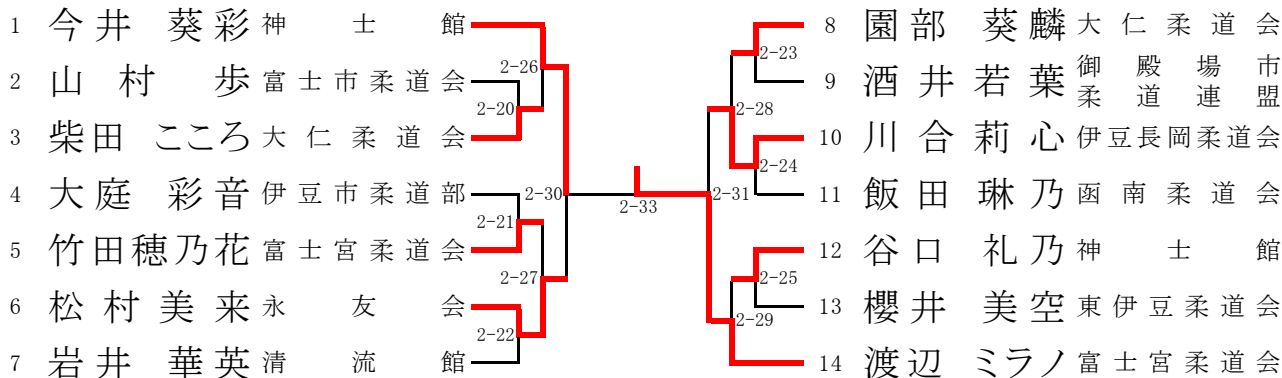 1 今井 葵彩 神士館
2 山村 歩 富士市柔道会
3 柴田 こころ 大仁柔道会
4 大庭 彩音 伊豆市柔道部
5 竹田穂乃花 富士宮柔道会
6 松村美来 永友会
7 岩井 華英 清流館
2-26
2-20
2-30
2-21
2-27
2-22
2-33
2-23
2-28
2-24
2-31
2-25
2-29
8 園部 葵麟 大仁柔道会
9 酒井若葉 御殿場市
柔道連盟
10 川合莉心 伊豆長岡柔道会
11 飯田琳乃 函南柔道会
12 谷口 礼乃 神士館
13 櫻井 美空 東伊豆柔道会
14 渡辺 ミラノ 富士宮柔道会